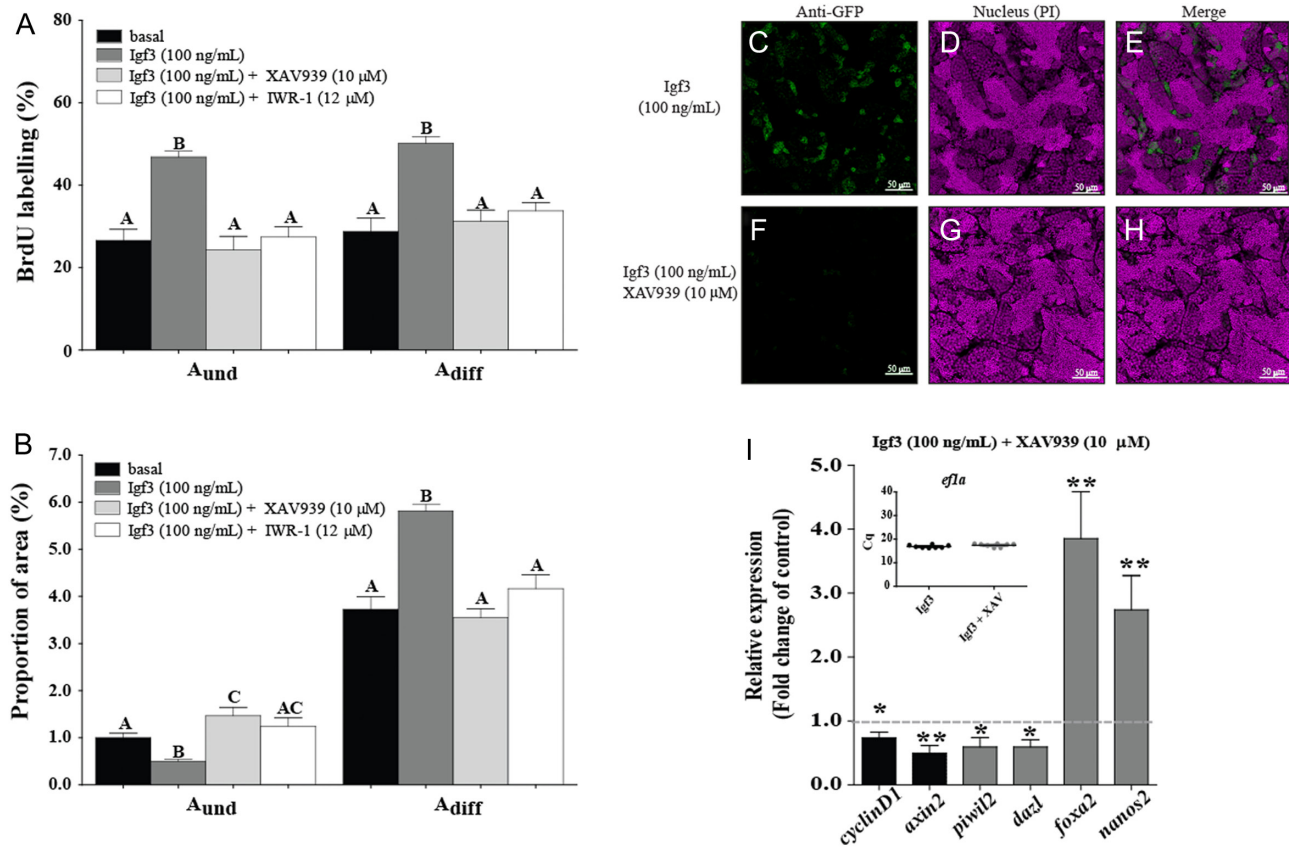 A
BrdU labelling (%)
80
60
40
20
0
basal
Igf3 (100 ng/mL)
Igf3 (100 ng/mL) + XAV939 (10 µM)
Igf3 (100 ng/mL) + IWR-1 (12 µM)
A
B
A
A
A
B
A
A
Aund
Adiff
B
Proportion of area (%)
7.0
6.0
5.0
4.0
3.0
2.0
1.0
0.0
basal
Igf3 (100 ng/mL)
Igf3 (100 ng/mL) + XAV939 (10 µM)
Igf3 (100 ng/mL) + IWR-1 (12 µM)
A
B
C
AC
A
B
A
A
Aund
Adiff
Anti-GFP
Nucleus (PI)
Merge
Igf3
(100 ng/mL)
C
50 µm
D
50 µm
E
50 µm
Igf3 (100 ng/mL)
XAV939 (10 µM)
F
50 µm
G
50 µm
H
50 µm
I
Igf3 (100 ng/mL) + XAV939 (10 µM)
Relative expression
(Fold change of control)
5.0
4.0
3.0
2.0
1.0
0.0
ef1a
Cq
40
30
20
10
0
Igf3
Igf3 + XAV
*
**
*
*
**
**
cyclinD1
axin2
piwil2
dazl
foxa2
nanos2